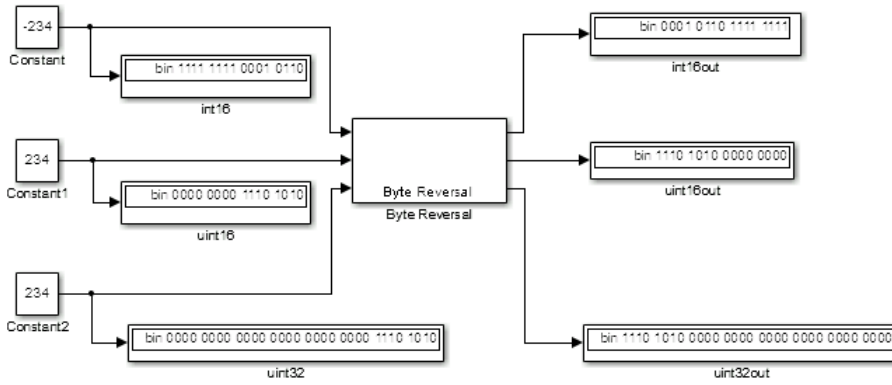 -234
Constant
bin 1111 1111 0001 0110
int16
bin 0001 0110 1111 1111
int16out
234
Constant1
bin 0000 0000 1110 1010
uint16
Byte Reversal
Byte Reversal
bin 1110 1010 0000 0000
uint16out
234
Constant2
bin 0000 0000 0000 0000 0000 0000 1110 1010
uint32
bin 1110 1010 0000 0000 0000 0000 0000 0000
uint32out